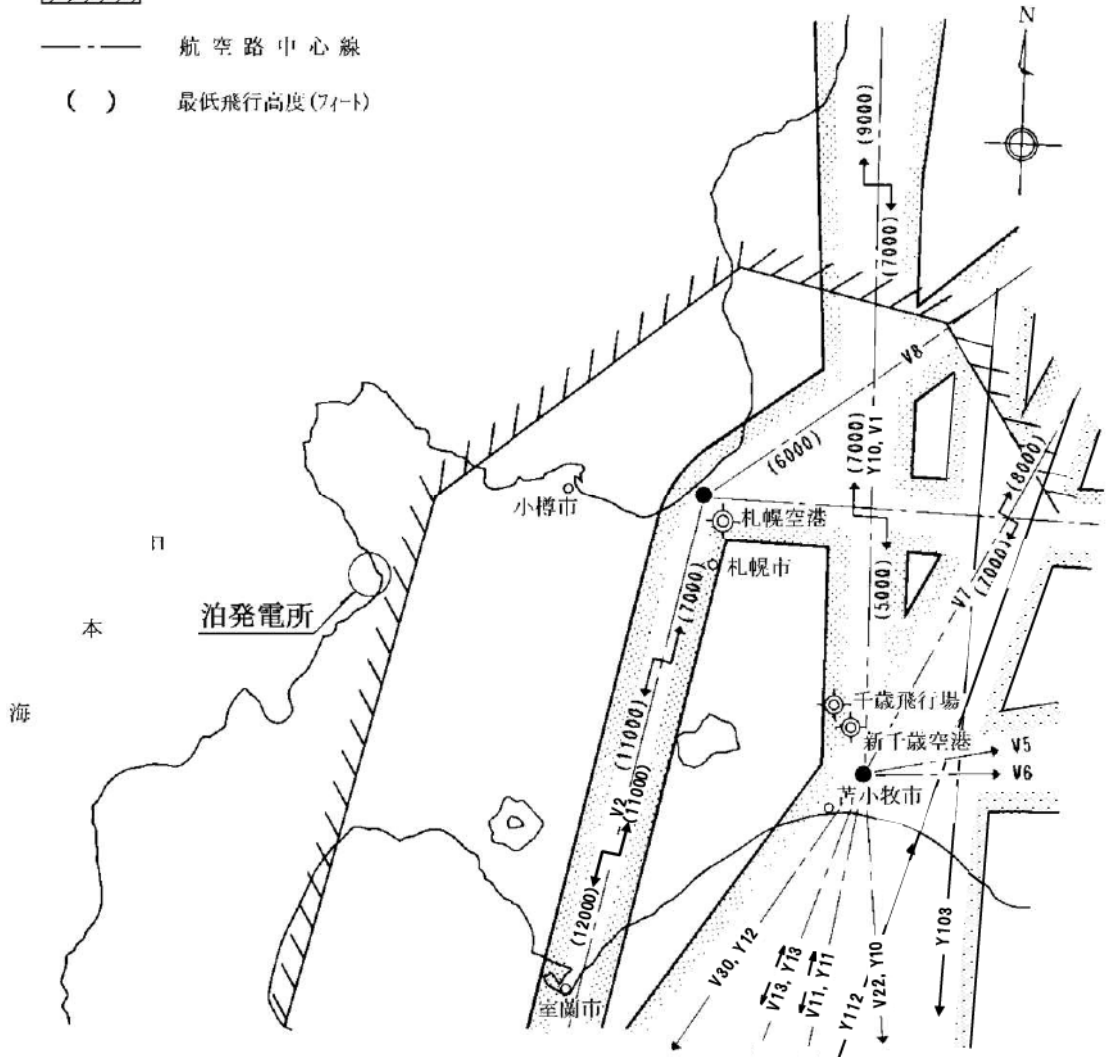 航空路中心線
( ) 最低飛行高度(フィート)
N
(9000)
(7000)
V8
(6000)
(7000)
Y10, V1
(8000)
小樽市
札幌空港
札幌市
(7000)
(5000)
V7
(7000)
日
本
海
泊発電所
千歳飛行場
新千歳空港
V5
V6
苫小牧市
(11000)
V2
(11000)
(12000)
室蘭市
V30, Y12
V13, Y13
V11, Y11
Y112
V22, Y10
Y103